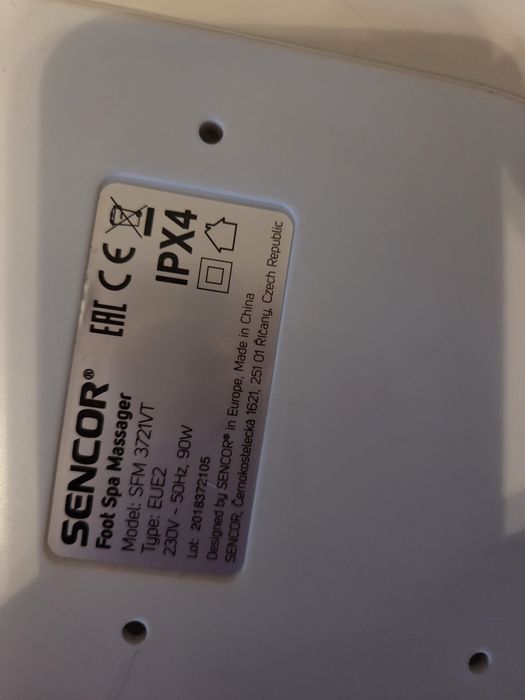 SENCOR®
Foot Spa Massager
Model: SFM 3721VT
Type: EUE2
230V ~ 50Hz, 90W
Lot: 2018372105
Designed by SENCOR® in Europe, Made in China
SENCOR, Černokostelecká 1621, 251 01 Říčany, Czech Republic
EAC CE
IPX4